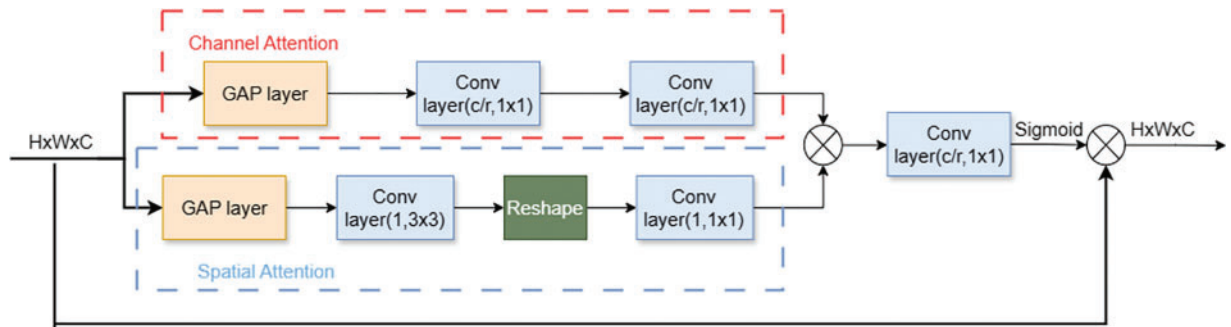 Channel Attention
GAP layer
Conv
layer(c/r,1x1)
Conv
layer(c/r,1x1)
HxWxC
GAP layer
Conv
layer(1,3x3)
Reshape
Conv
layer(1,1x1)
Spatial Attention
Conv
layer(c/r,1x1)
Sigmoid
HxWxC